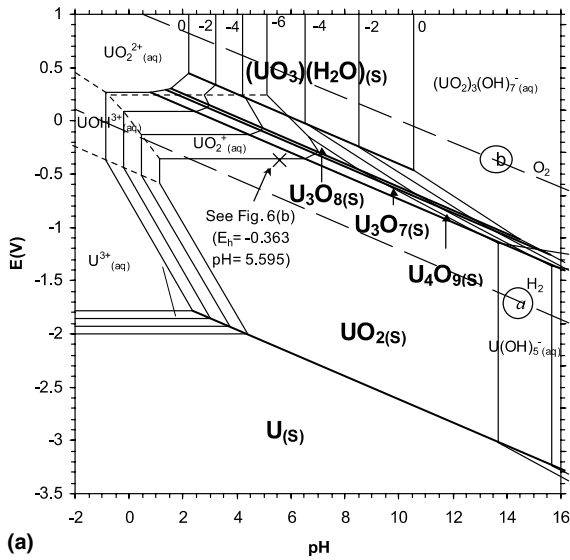 0 -2 -4 -6 -4 -2 0
1
0.5
0
-0.5
-1
-1.5
-2
-2.5
-3
-3.5
E(V)
UO₂²⁺(aq)
(UO₃)(H₂O)(S)
(UO₂)₃(OH)₇⁻(aq)
UOH³⁺(aq)
UO₂⁺(aq)
b
O₂
See Fig. 6(b)
(Eₕ= -0.363
pH= 5.595)
U₃O₈(S)
U₃O₇(S)
U₄O₉(S)
U³⁺(aq)
H₂
a
UO₂(S)
U(OH)₅⁻(aq)
U(S)
-2 0 2 4 6 8 10 12 14 16
(a)
pH